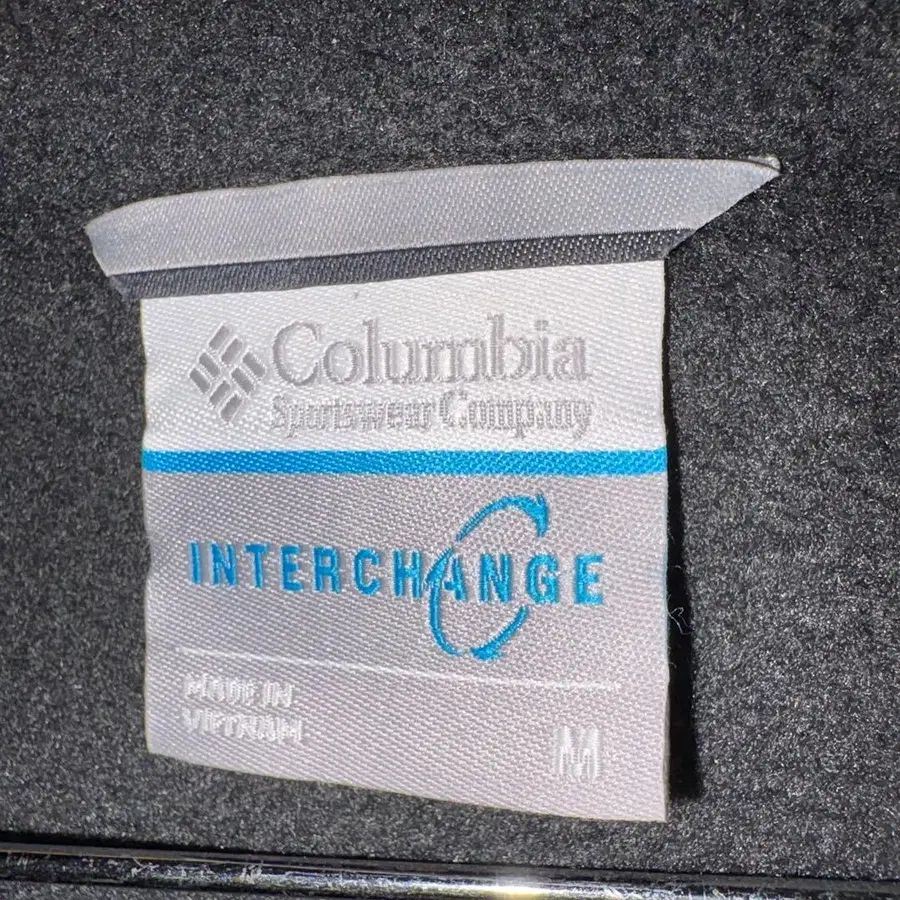 Columbia
Sportswear Company
INTERCHANGE
MADE IN
VIETNAM
M